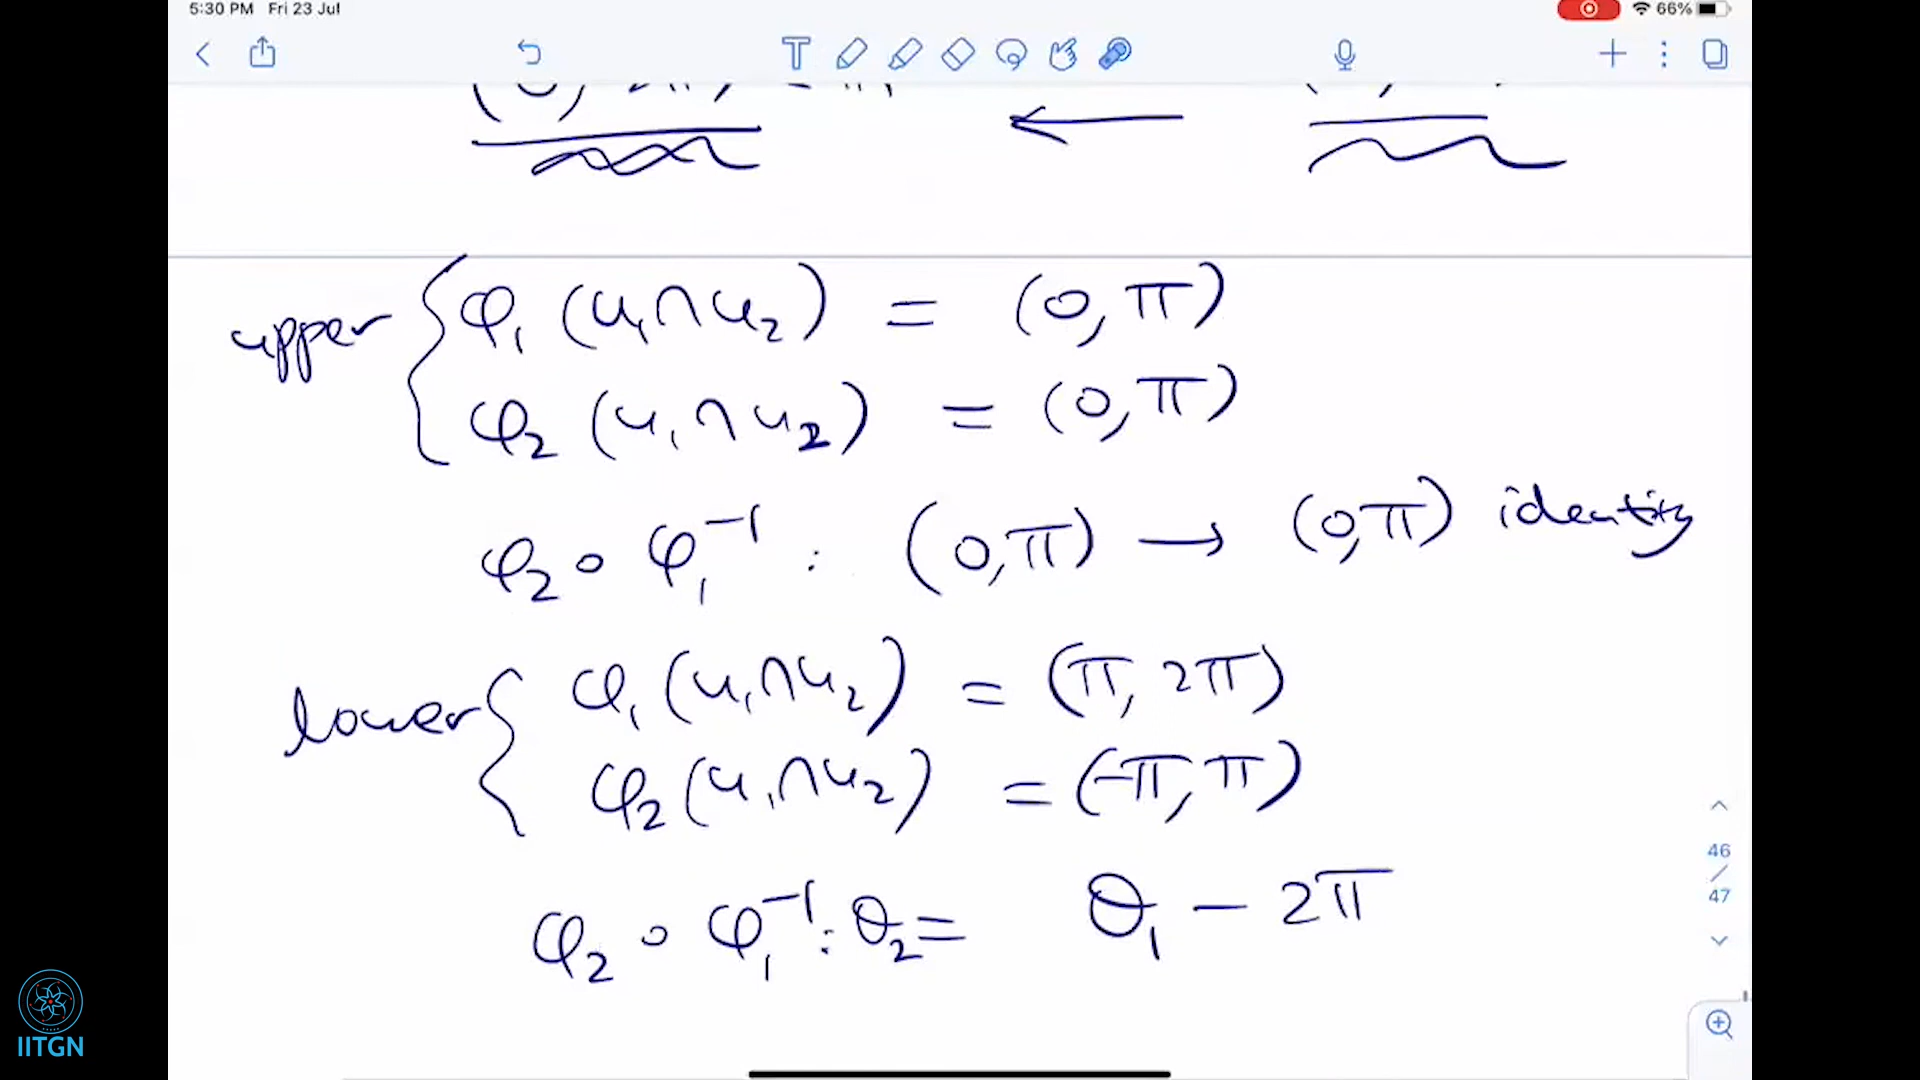 5:30 PM Fri 23 Jul
66%
upper { φ₁ (u₁∩u₂) = (0, π)
φ₂ (u₁∩u₂) = (0, π)
φ₂ ∘ φ₁⁻¹ : (0, π) → (0, π) identity
lower { φ₁ (u₁∩u₂) = (π, 2π)
φ₂ (u₁∩u₂) = (-π, π)
φ₂ ∘ φ₁⁻¹ : θ₂ = θ₁ - 2π
46
/
47
IITGN